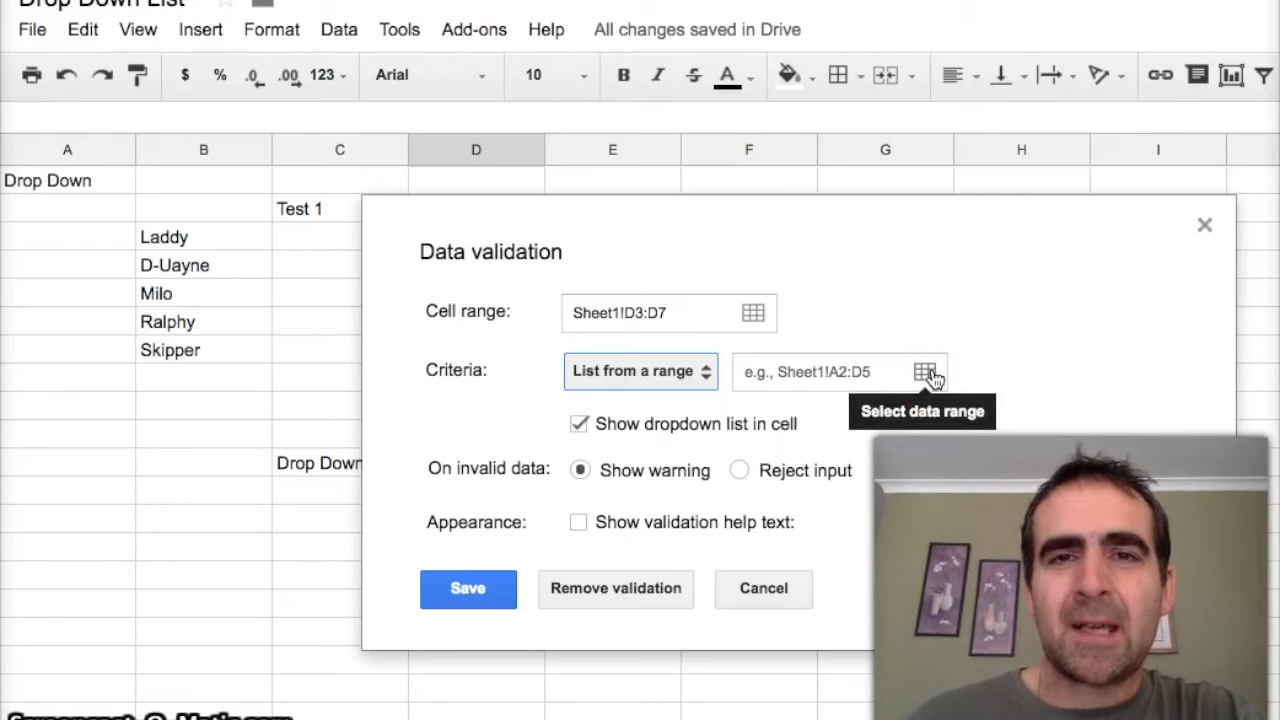 Drop Down List
File Edit View Insert Format Data Tools Add-ons Help All changes saved in Drive
$ % .0 .00 123 Arial 10 B I S A
A B C D E F G H I
Drop Down
Test 1
Laddy
D-Uayne
Milo
Ralphy
Skipper
Drop Down
Data validation
Cell range: Sheet1!D3:D7
Criteria: List from a range e.g., Sheet1!A2:D5
Select data range
Show dropdown list in cell
On invalid data: Show warning Reject input
Appearance: Show validation help text:
Save Remove validation Cancel